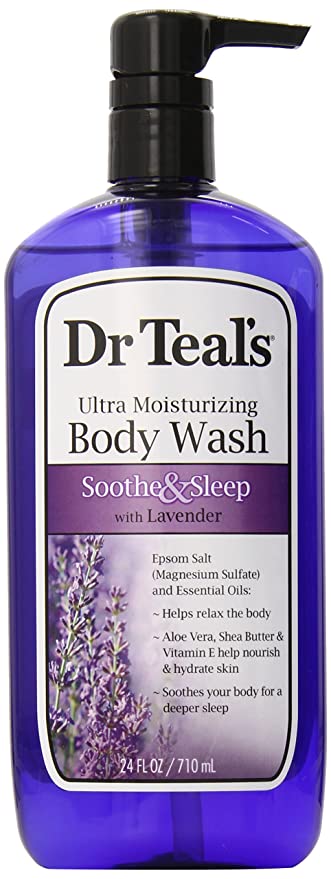 Dr Teal's®
Ultra Moisturizing
Body Wash
Soothe&Sleep
with Lavender
Epsom Salt
(Magnesium Sulfate)
and Essential Oils:
~ Helps relax the body
~ Aloe Vera, Shea Butter &
Vitamin E help nourish
& hydrate skin
~ Soothes your body for a
deeper sleep
24 FL OZ / 710 mL